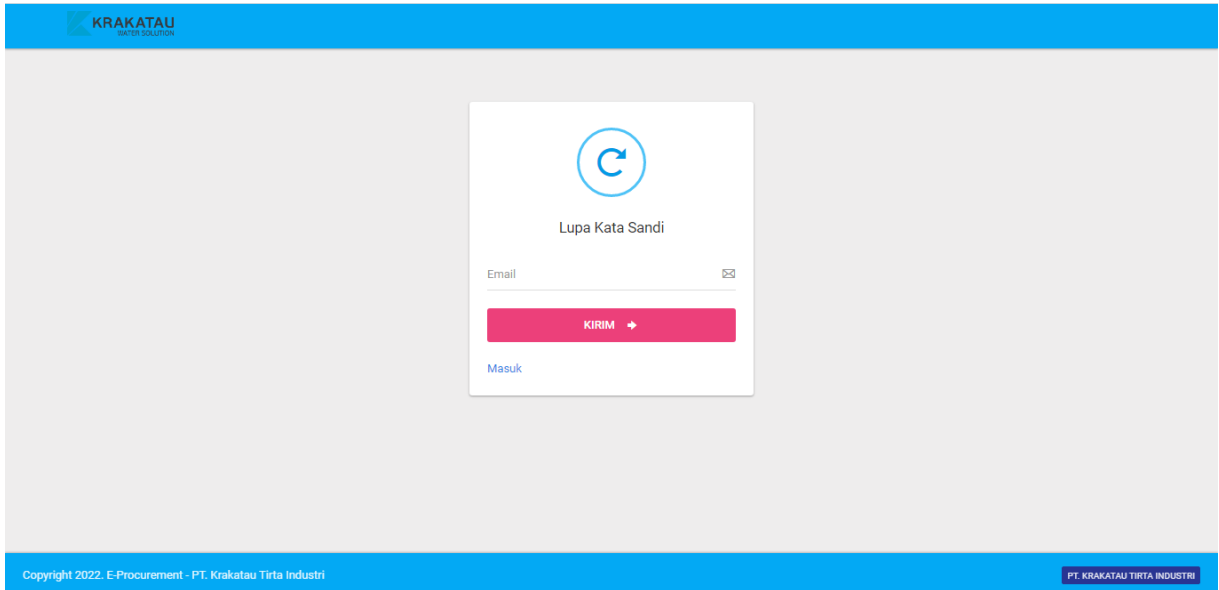 KRAKATAU
WATER SOLUTION
Lupa Kata Sandi
Email
KIRIM
Masuk
Copyright 2022. E-Procurement - PT. Krakatau Tirta Industri
PT. KRAKATAU TIRTA INDUSTRI